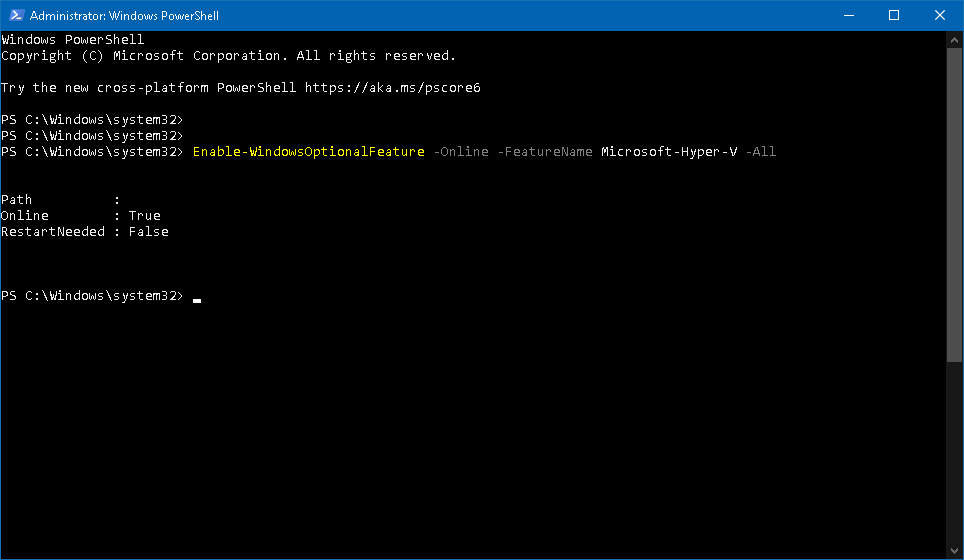 Administrator: Windows PowerShell
Windows PowerShell
Copyright (C) Microsoft Corporation. All rights reserved.
Try the new cross-platform PowerShell https://aka.ms/pscore6
PS C:\Windows\system32>
PS C:\Windows\system32>
PS C:\Windows\system32> Enable-WindowsOptionalFeature -Online -FeatureName Microsoft-Hyper-V -All
Path          :
Online        : True
RestartNeeded : False
PS C:\Windows\system32>